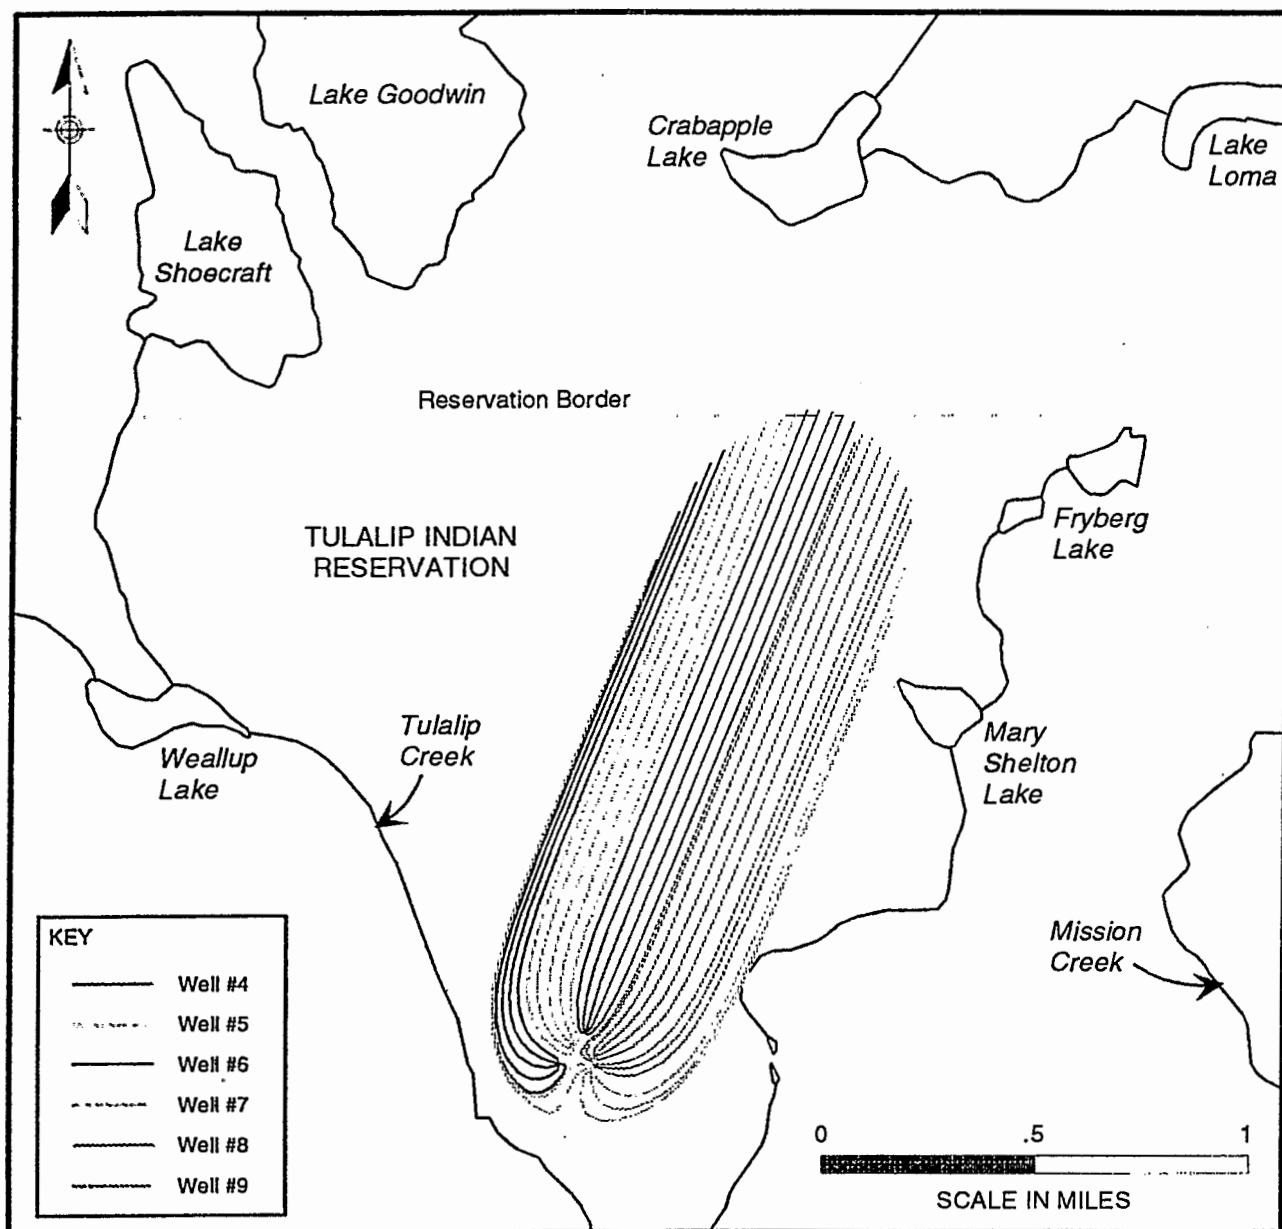 Lake Goodwin
Crabapple
Lake
Lake
Loma
Lake
Shoecraft
Reservation Border
TULALIP INDIAN
RESERVATION
Fryberg
Lake
Tulalip
Creek
Weallup
Lake
Mary
Shelton
Lake
Mission
Creek
KEY
Well #4
Well #5
Well #6
Well #7
Well #8
Well #9
0 .5 1
SCALE IN MILES